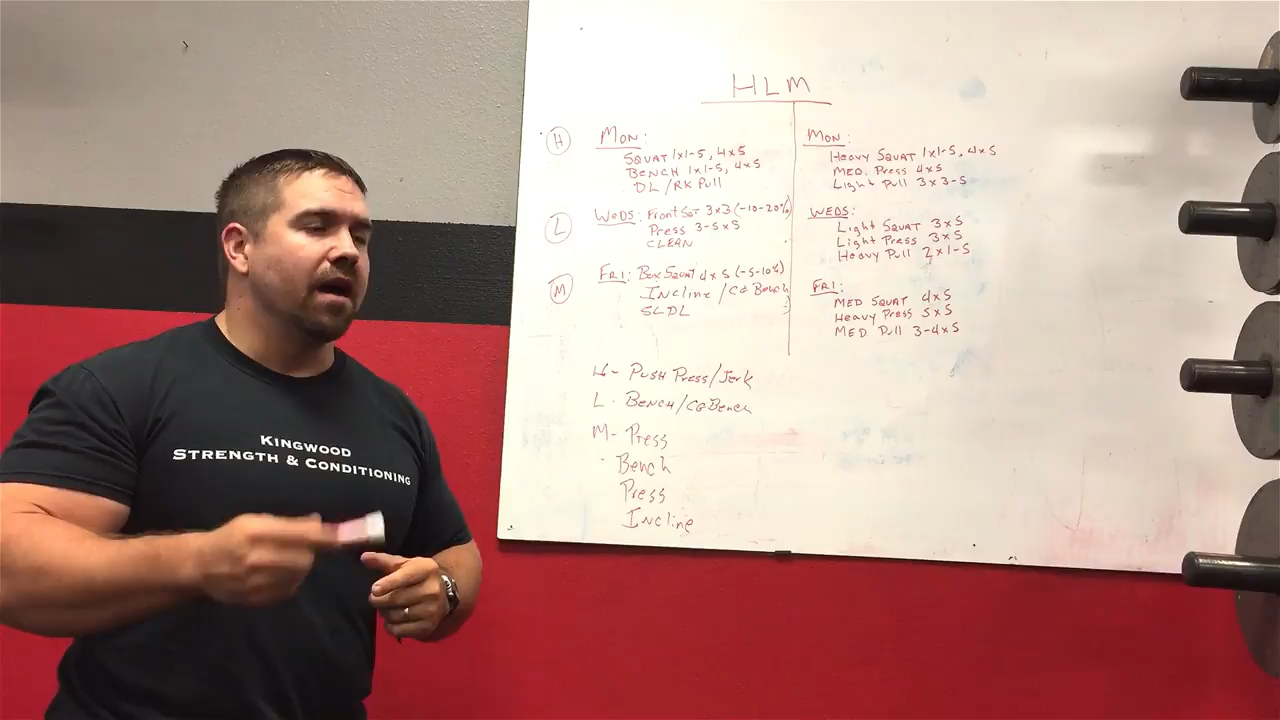 KINGWOOD
STRENGTH & CONDITIONING
HLM
H
MON:
SQUAT 1x1-5, 4x5
BENCH 1x1-5, 4x5
DL / RK PULL
L
WEDS: FRONT SQT 3x3 (-10-20%)
PRESS 3-5x5
CLEAN
M
FRI: BOX SQUAT 4x5 (-5-10%)
INCLINE / CG BENCH
SLDL
MON:
HEAVY SQUAT 1x1-5, 4x5
MED. PRESS 4x5
LIGHT PULL 3x3-5
WEDS:
LIGHT SQUAT 3x5
LIGHT PRESS 3x5
HEAVY PULL 2x1-5
FRI:
MED SQUAT 4x5
HEAVY PRESS 5x5
MED PULL 3-4x5
H - PUSH PRESS/JERK
L - BENCH/CG BENCH
M - PRESS
BENCH
PRESS
INCLINE